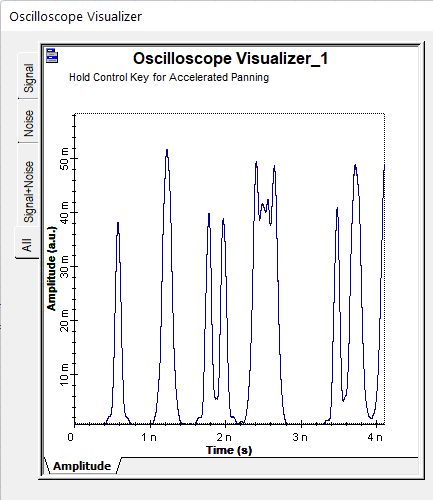 Oscilloscope Visualizer
Oscilloscope Visualizer_1
Hold Control Key for Accelerated Panning
Signal
Noise
Signal+Noise
All
Amplitude (a.u.)
50 m
40 m
30 m
20 m
10 m
0
1 n
2 n
3 n
4 n
Time (s)
Amplitude